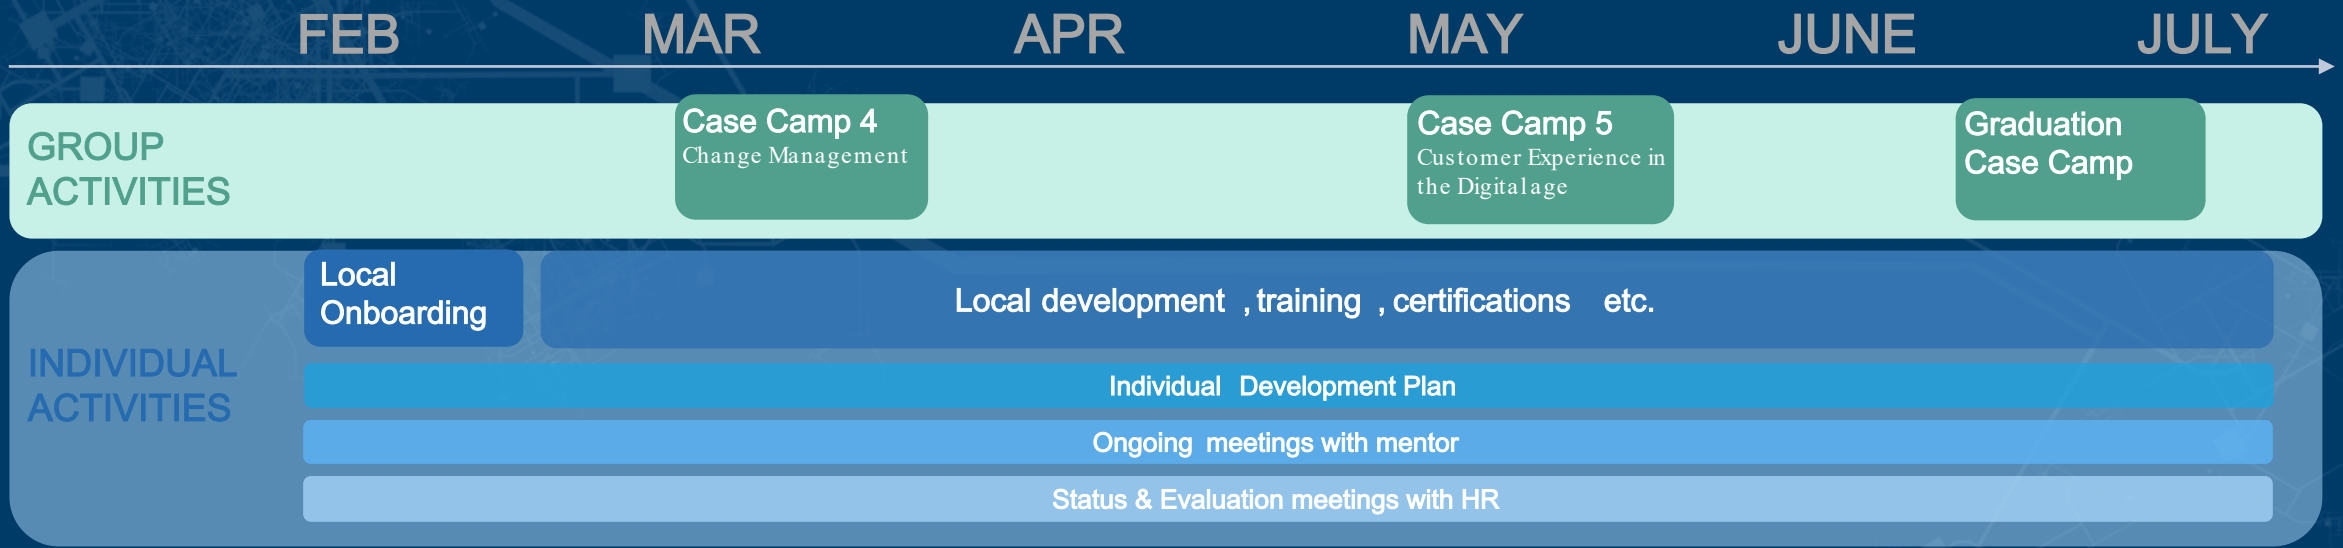 FEB MAR APR MAY JUNE JULY
GROUP
ACTIVITIES
Case Camp 4
Change Management
Case Camp 5
Customer Experience in
the Digital age
Graduation
Case Camp
INDIVIDUAL
ACTIVITIES
Local
Onboarding
Local development , training , certifications etc.
Individual Development Plan
Ongoing meetings with mentor
Status & Evaluation meetings with HR